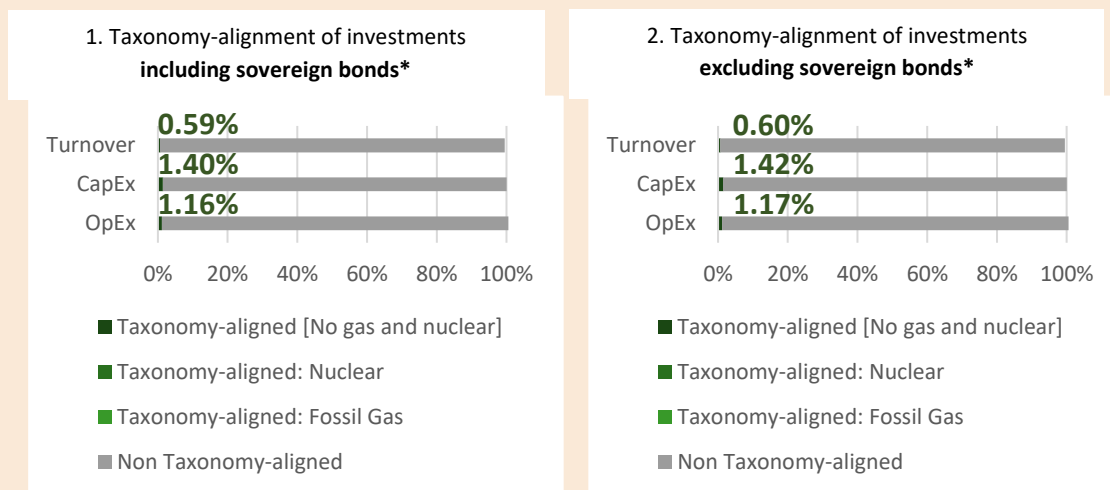 1. Taxonomy-alignment of investments
including sovereign bonds*
0.59%
Turnover
1.40%
CapEx
1.16%
OpEx
0% 20% 40% 60% 80% 100%
Taxonomy-aligned [No gas and nuclear]
Taxonomy-aligned: Nuclear
Taxonomy-aligned: Fossil Gas
Non Taxonomy-aligned
2. Taxonomy-alignment of investments
excluding sovereign bonds*
0.60%
Turnover
1.42%
CapEx
1.17%
OpEx
0% 20% 40% 60% 80% 100%
Taxonomy-aligned [No gas and nuclear]
Taxonomy-aligned: Nuclear
Taxonomy-aligned: Fossil Gas
Non Taxonomy-aligned